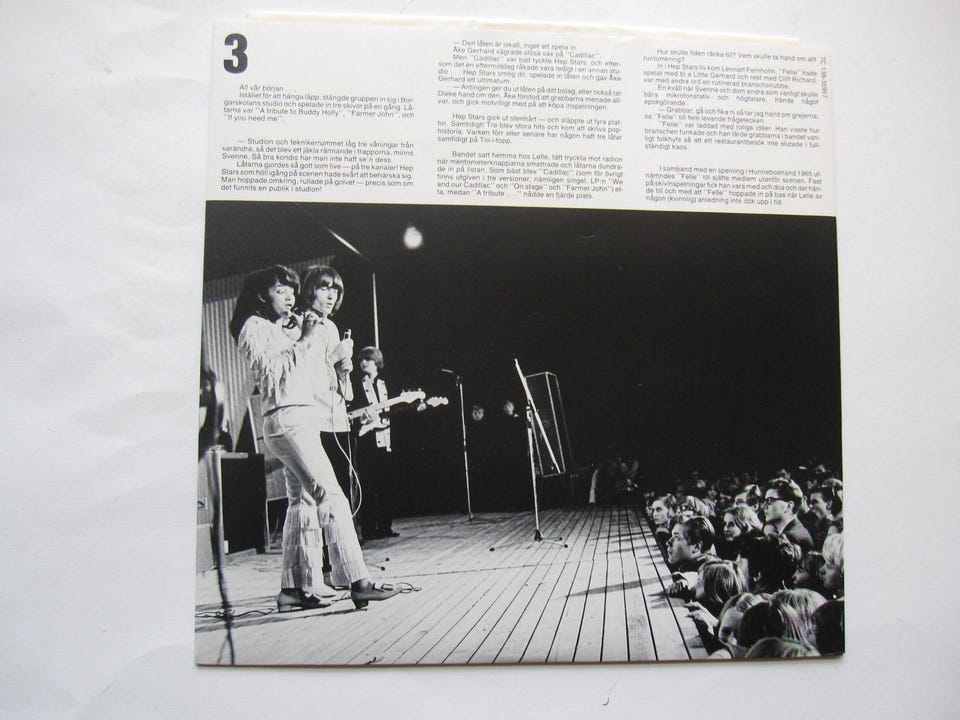 3
All vår början . . .
Istället för att hänga läpp, stängde gruppen in sig i Bor-
garskolans studio och spelade in tre skivor på en gång. Lå-
tarna var ''A tribute to Buddy Holly'', ''Farmer John'', och
''If you need me''.
— Studion och teknikerrummet låg tre våningar från
varandra, så det blev ett jäkla rännande i trapporna, minns
Svenne. Så bra kondis har man inte haft se'n dess.
Låtarna gjordes så gott som live — på tre kanaler! Hep
Stars som höll igång på scenen hade svårt att behärska sig.
Man hoppade omkring, rullade på golvet — precis som om
det funnits en publik i studion!
— Den låten är iskall, inget att spela in.
Åke Gerhard vägrade slösa vax på ''Cadillac''.
Men ''Cadillac'' var ball tyckte Hep Stars, och efter-
som det en eftermiddag råkade vara ledigt i en annan stu-
dio . . . Hep Stars smög dit, spelade in låten och gav Åke
Gerhard ett ultimatum:
— Antingen ger du ut låten på ditt bolag, eller också tar
Dieke hand om den. Åke förstod att grabbarna menade all-
var, och gick motvilligt med på att köpa inspelningen.
Hep Stars gick ut hemskt — och släppte ut fyra plat-
tor. Samtidigt! Tre blev stora hits och kom att skriva pop-
historia. Varken förr eller senare har någon haft tre låtar
samtidigt på Tio-i-topp.
Bandet satt hemma hos Lelle, tätt tryckta mot radion
när mentometerknapparna smattrade och låtarna dundra-
de in på listan. Som bäst blev ''Cadillac'' (som för övrigt
finns utgiven i tre versioner, nämligen singel, LP:n ''We
and our Cadillac'' och ''On stage'' och ''Farmer John'') et-
ta, medan ''A tribute . . .'' nådde en fjärde plats.
Hur skulle tiden räcka till? Vem skulle ta hand om allt
runtomkring?
In i Hep Stars liv kom Lennart Fernholm. ''Felle'' hade
spelat med bl a Little Gerhard och rest med Cliff Richard,
var med andra ord en rutinerad branschsnubbe.
En kväll när Svenne och dom andra som vanligt skulle
bära mikrofonstativ och högtalare, hände något
epokgörande:
— Grabbar, gå och fika ni så far jag hand om grejerna,
sa ''Felle'' till fem levande frågetecken.
''Felle'' var laddad med roliga idéer. Han visste hur
branschen funkade och han lärde grabbarna i bandet van-
ligt folkhyfs så att ett restaurantbesök inte slutade i full-
ständigt kaos.
I samband med en spelning i Hunnebostrand 1965 ut-
nämndes ''Felle'' till sjätte medlem utanför scenen. Fast
på skivinspelningar fick han vara med och doa och det hän-
de till och med att ''Felle'' hoppade in på bas när Lelle av
någon (kvinnlig) anledning inte dök upp i tid.
7C 138-35967